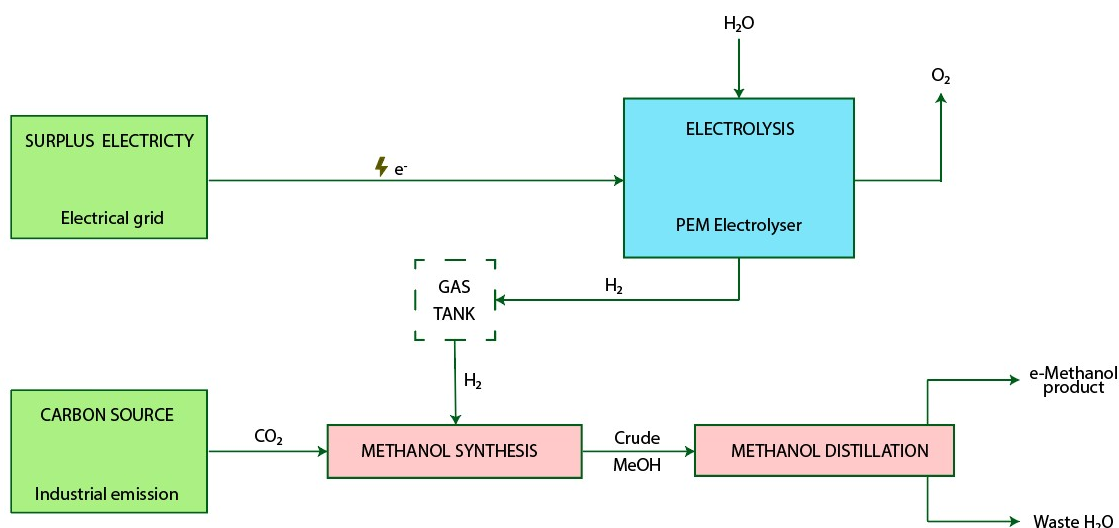 H₂O
O₂
SURPLUS ELECTRICTY
Electrical grid
e⁻
ELECTROLYSIS
PEM Electrolyser
GAS
TANK
H₂
H₂
CARBON SOURCE
Industrial emission
CO₂
METHANOL SYNTHESIS
Crude
MeOH
METHANOL DISTILLATION
e-Methanol
product
Waste H₂O